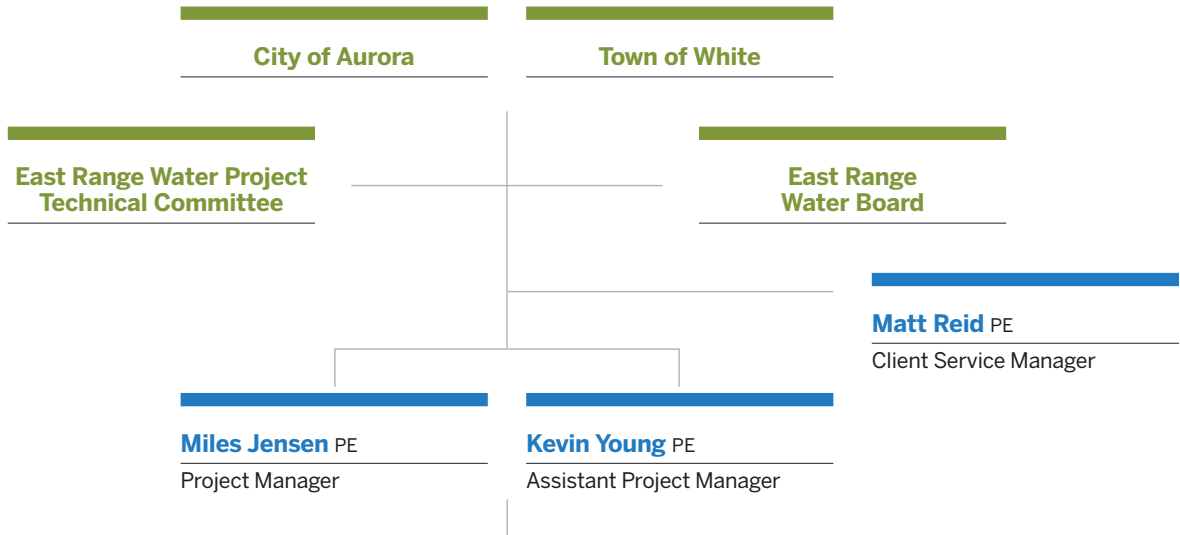 City of Aurora
Town of White
East Range Water Project
Technical Committee
East Range
Water Board
Matt Reid PE
Client Service Manager
Miles Jensen PE
Project Manager
Kevin Young PE
Assistant Project Manager